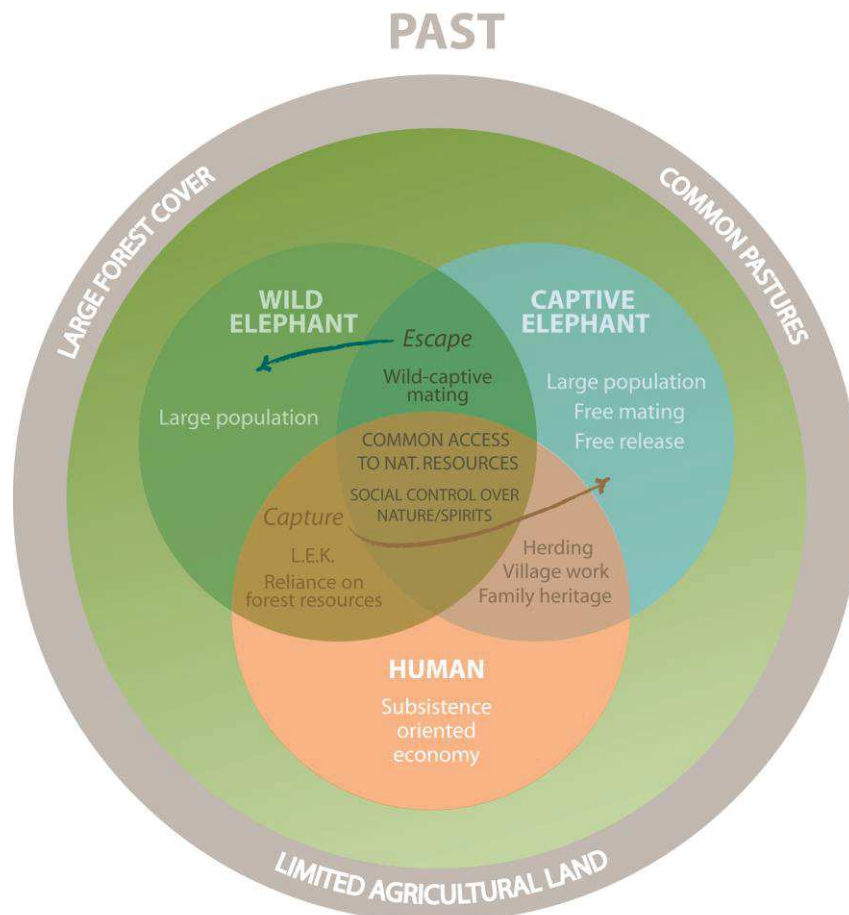 PAST
LARGE FOREST COVER
COMMON PASTURES
WILD
ELEPHANT
CAPTIVE
ELEPHANT
Escape
Wild-captive
mating
Large population
Large population
Free mating
Free release
COMMON ACCESS
TO NAT. RESOURCES
SOCIAL CONTROL OVER
NATURE/SPIRITS
Capture
L.E.K.
Reliance on
forest resources
Herding
Village work
Family heritage
HUMAN
Subsistence
oriented
economy
LIMITED AGRICULTURAL LAND